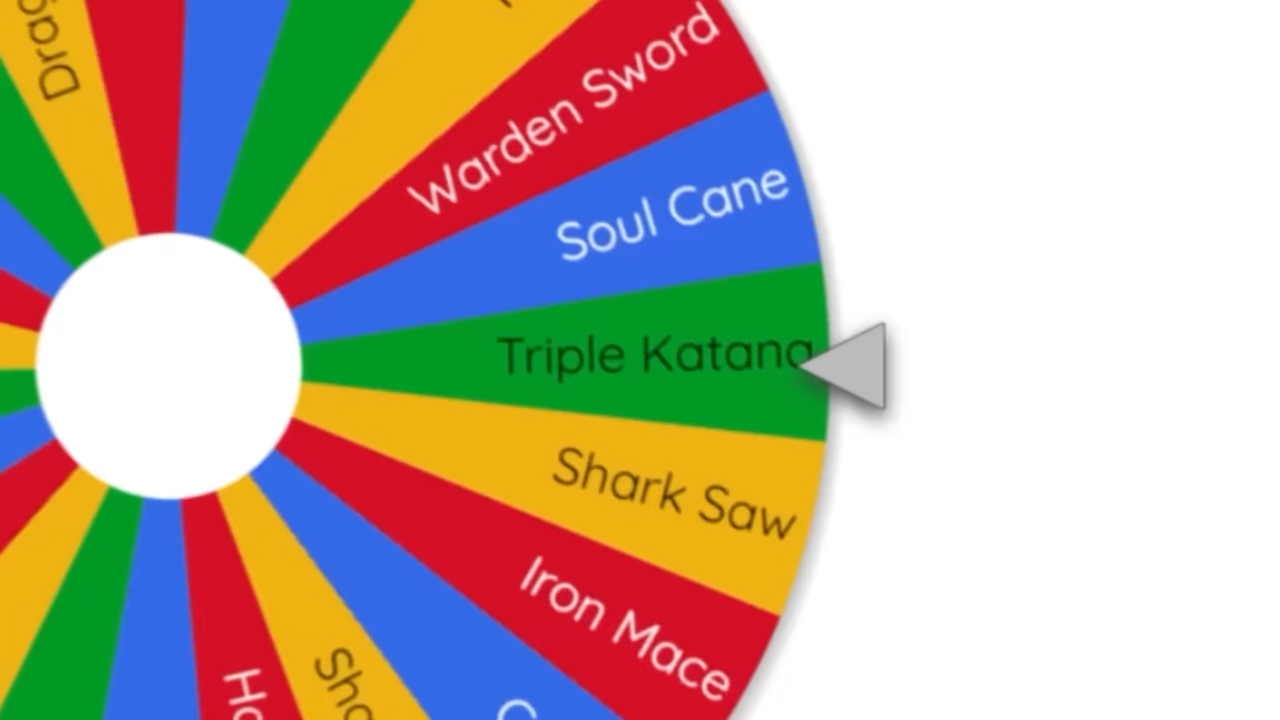 Warden Sword
Soul Cane
Triple Katana
Shark Saw
Iron Mace